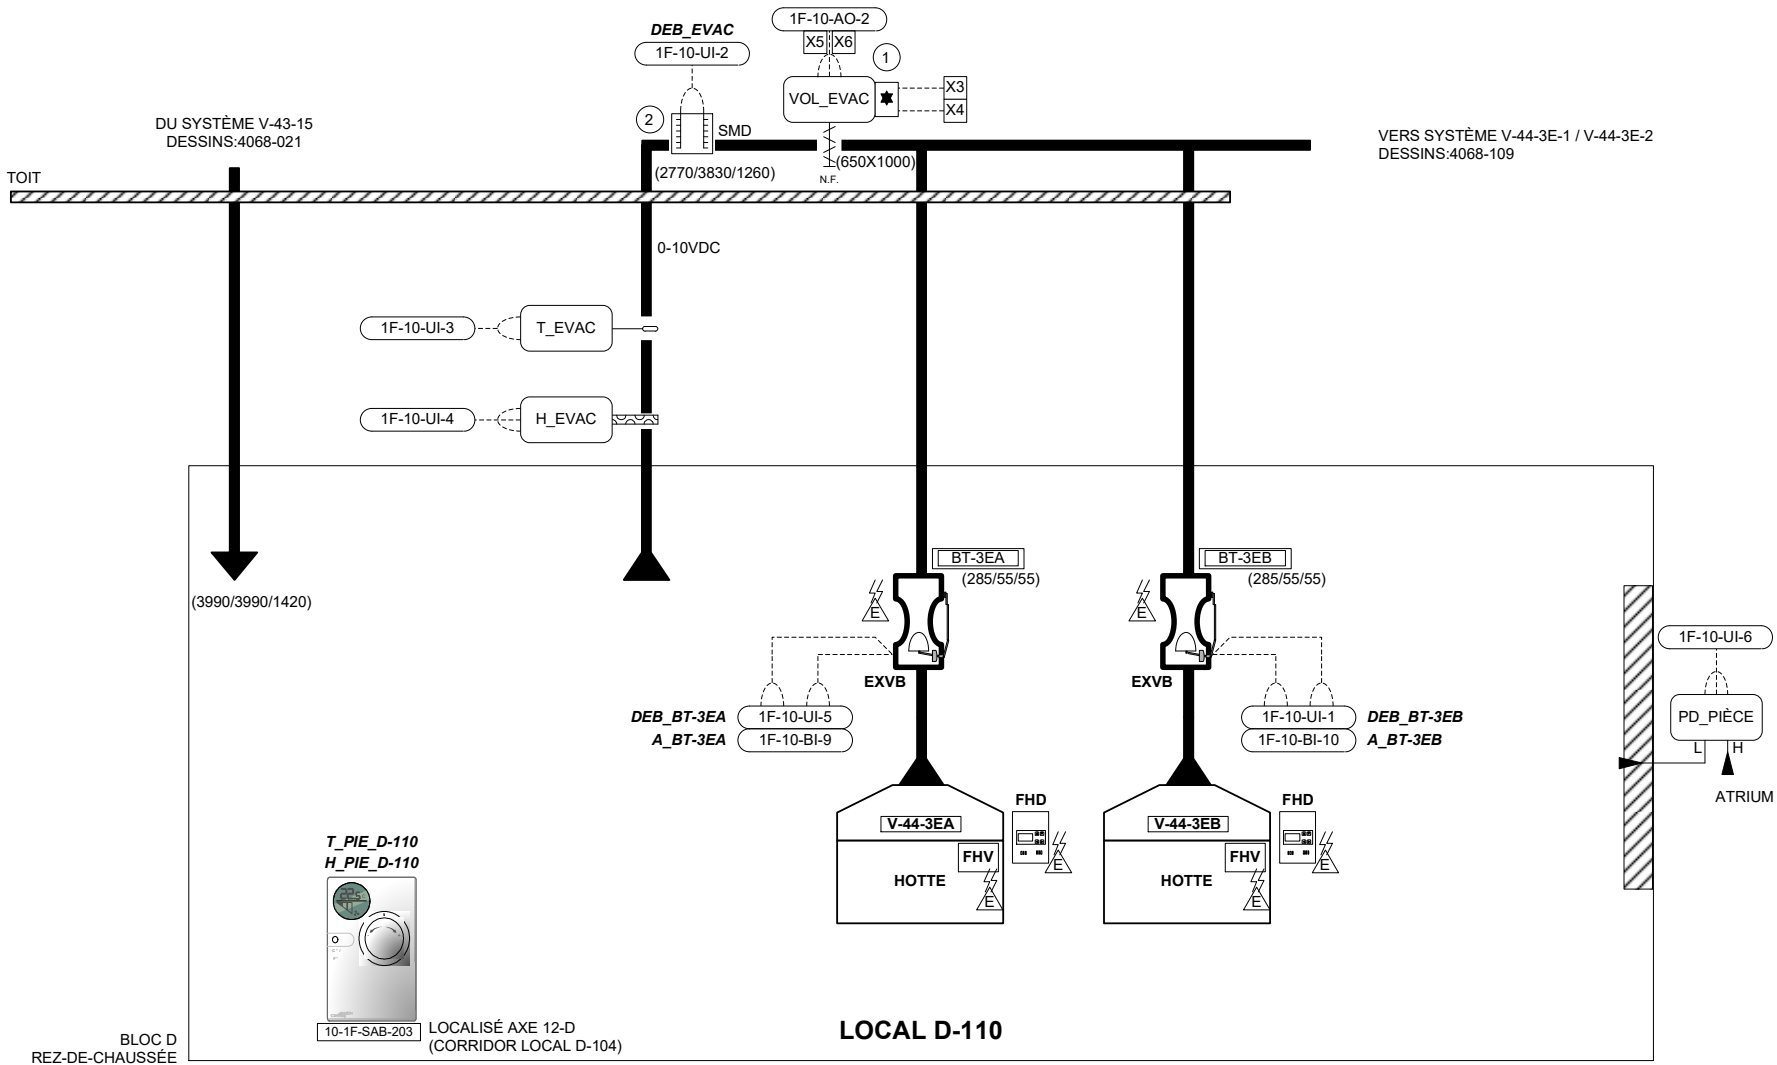 1F-10-AO-2
DEB_EVAC
1F-10-UI-2
X5 X6
1
VOL_EVAC
X3
X4
2
SMD
DU SYSTÈME V-43-15
DESSINS:4068-021
VERS SYSTÈME V-44-3E-1 / V-44-3E-2
DESSINS:4068-109
(2770/3830/1260)
(650X1000)
N.F.
TOIT
0-10VDC
1F-10-UI-3
T_EVAC
1F-10-UI-4
H_EVAC
BT-3EA
(285/55/55)
BT-3EB
(285/55/55)
(3990/3990/1420)
E
E
1F-10-UI-6
EXVB
EXVB
DEB_BT-3EA
1F-10-UI-5
A_BT-3EA
1F-10-BI-9
1F-10-UI-1
DEB_BT-3EB
1F-10-BI-10
A_BT-3EB
PD_PIÈCE
L H
ATRIUM
V-44-3EA
FHD
V-44-3EB
FHD
FHV
E
FHV
E
HOTTE
E
HOTTE
E
T_PIE_D-110
H_PIE_D-110
22.5
10-1F-SAB-203
LOCALISÉ AXE 12-D
(CORRIDOR LOCAL D-104)
LOCAL D-110
BLOC D
REZ-DE-CHAUSSÉE